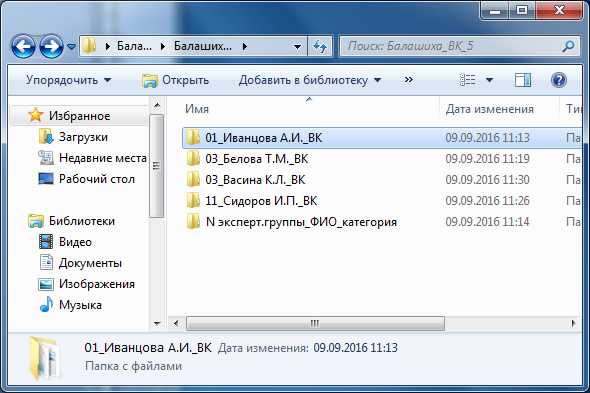 Бала... Балаших... Поиск: Балашиха_ВК_5
Упорядочить Открыть Добавить в библиотеку »
Избранное
Загрузки
Недавние места
Рабочий стол
Библиотеки
Видео
Документы
Изображения
Музыка
Имя Дата изменения Тип
01_Иванцова А.И._ВК 09.09.2016 11:13 Па
03_Белова Т.М._ВК 09.09.2016 11:19 Па
03_Васина К.Л._ВК 09.09.2016 11:30 Па
11_Сидоров И.П._ВК 09.09.2016 11:26 Па
N эксперт.группы_ФИО_категория 09.09.2016 11:14 Па
01_Иванцова А.И._ВК Дата изменения: 09.09.2016 11:13
Папка с файлами